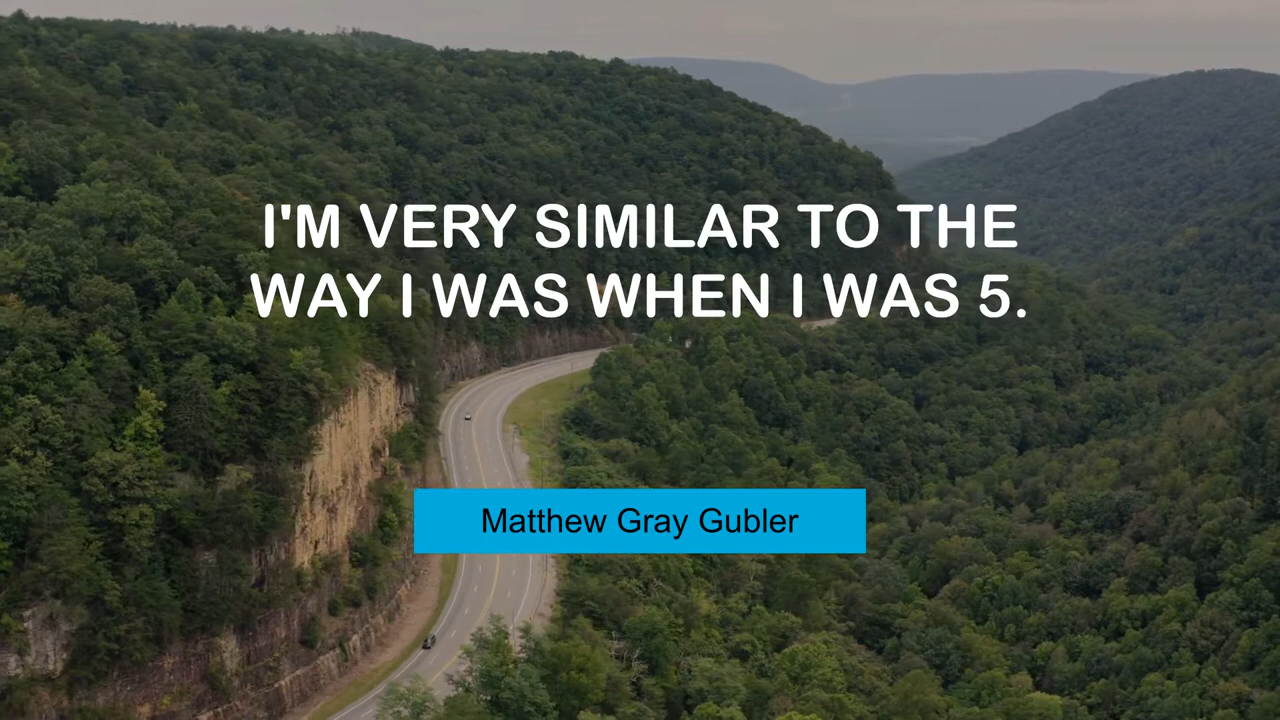 I'M VERY SIMILAR TO THE
WAY I WAS WHEN I WAS 5.
Matthew Gray Gubler